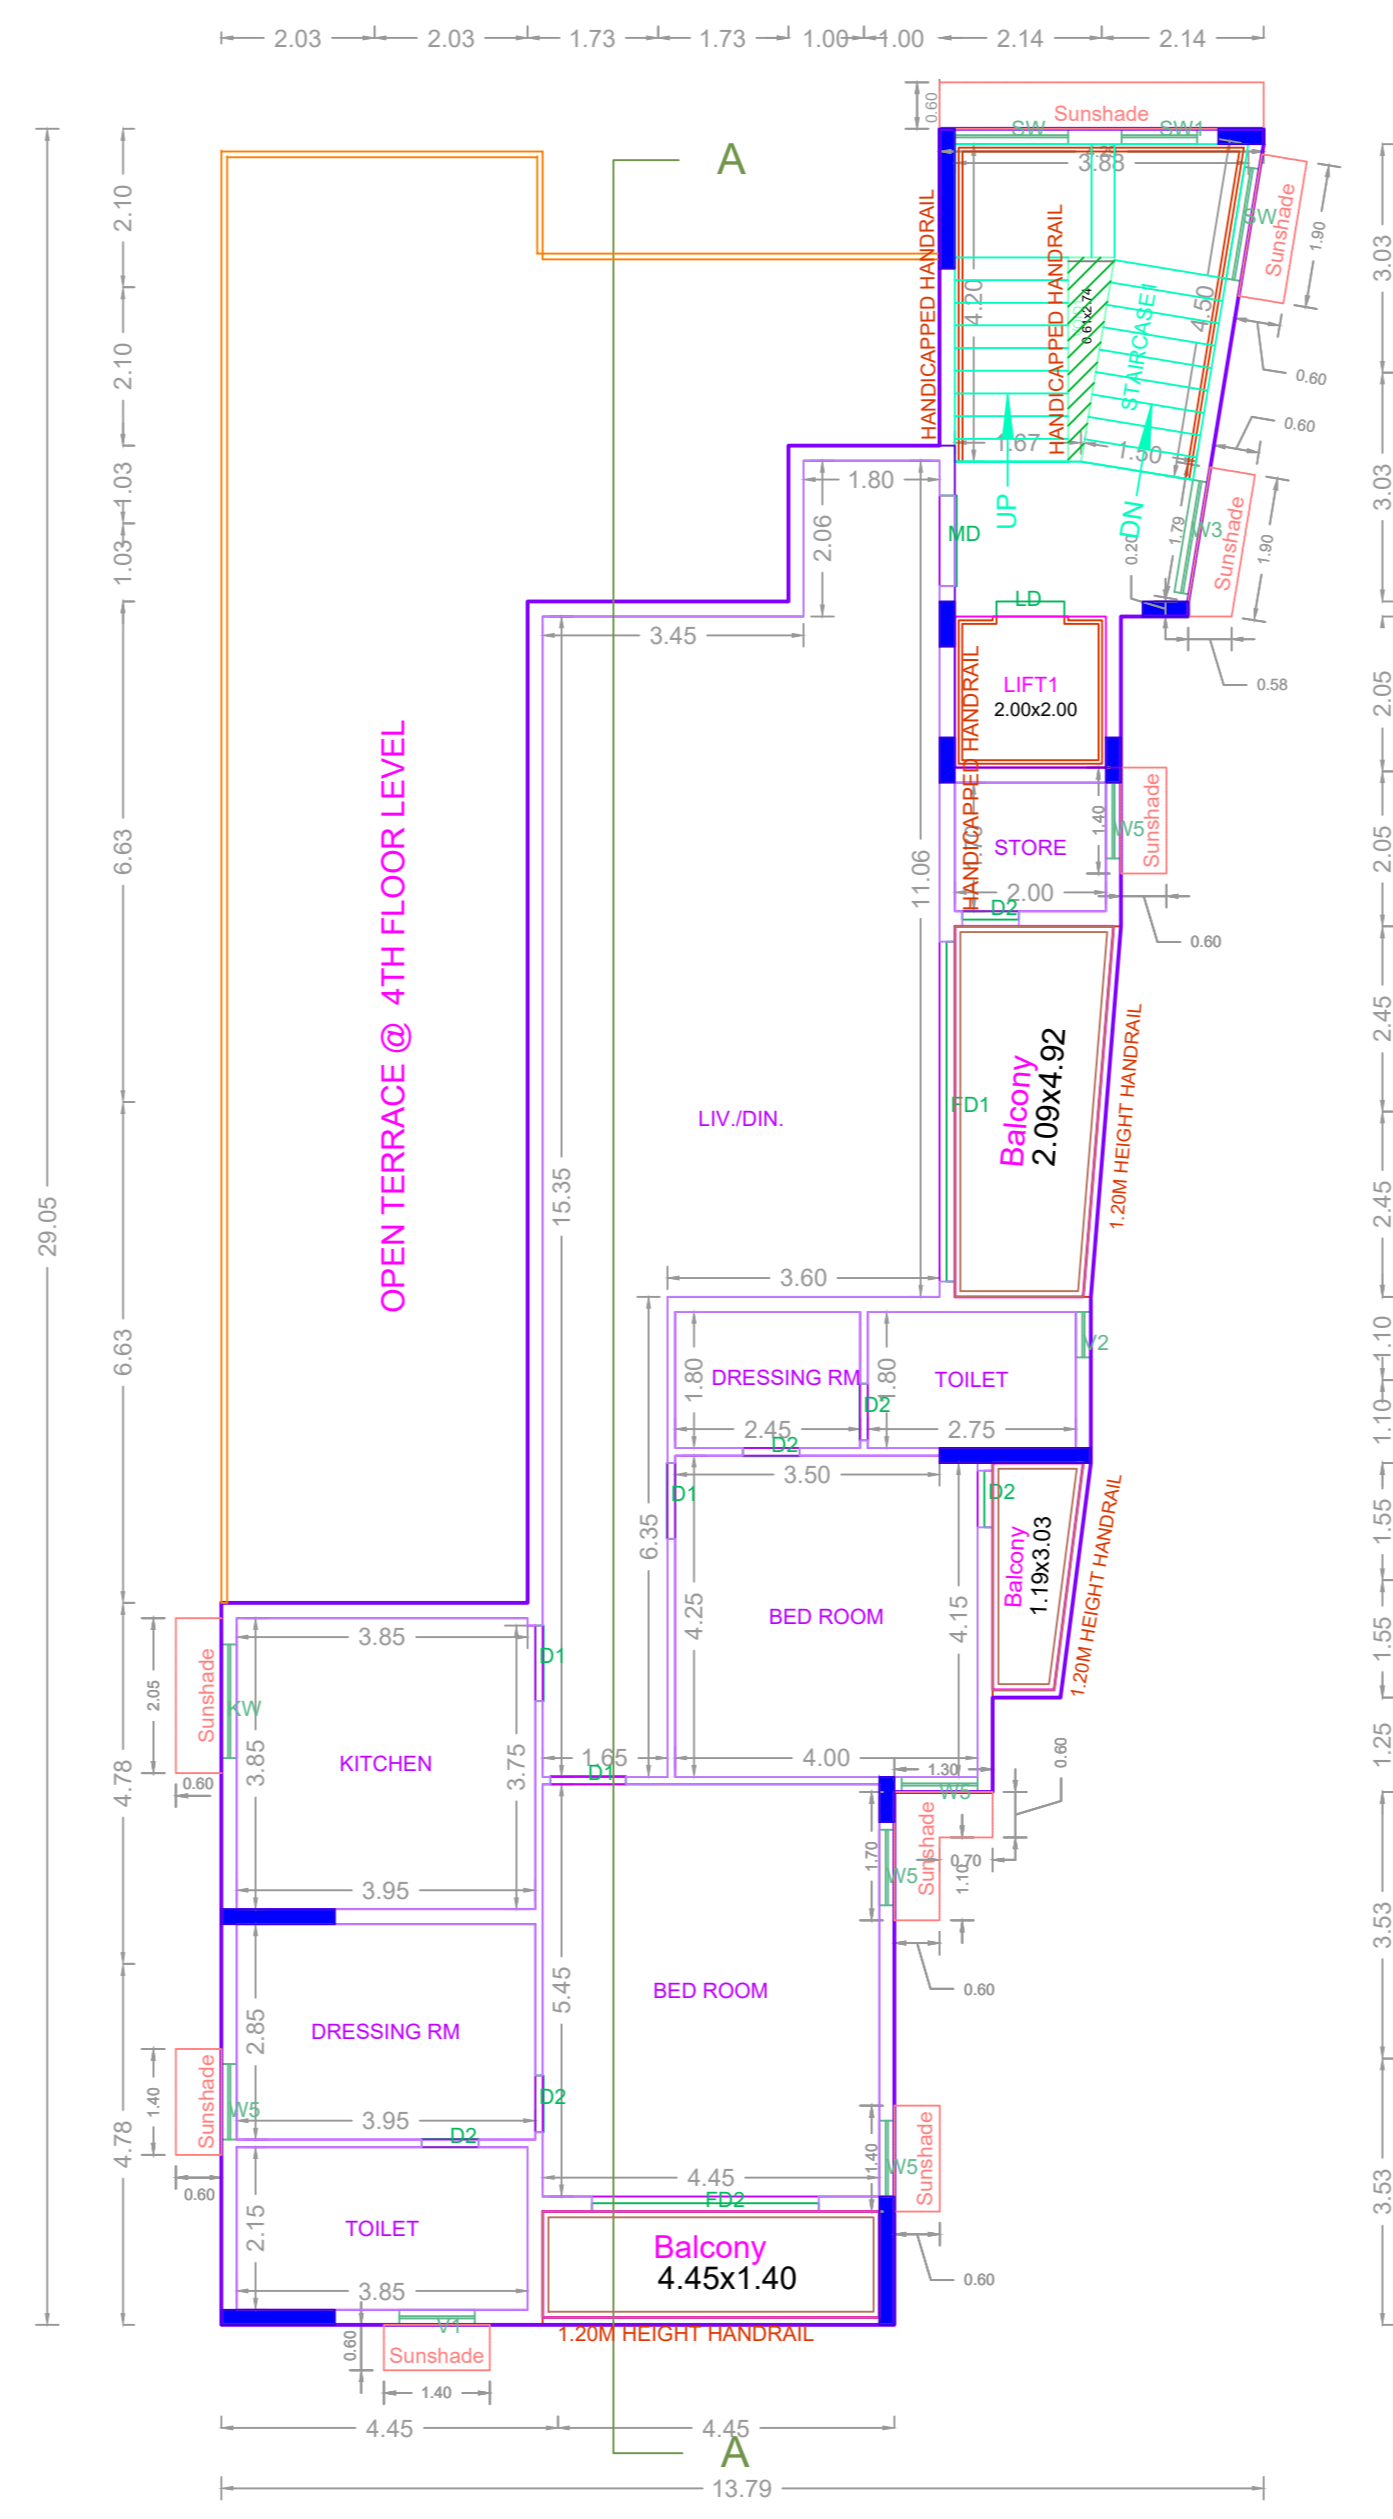 2.03 2.03 1.73 1.73 1.00 1.00 2.14 2.14
0.60
Sunshade
SW SW1
A
3.88
2.10
HANDICAPPED HANDRAIL
HANDICAPPED HANDRAIL
SW
Sunshade
1.90
3.03
4.20
0.61x2.74
STAIRCASE1
4.50
0.60
2.10
0.60
1.67
1.50
1.03
1.80
2.06
MD
UP
DN
0.20
1.79
W3
Sunshade
1.90
3.03
1.03
LD
3.45
0.58
LIFT1
2.00x2.00
2.05
HANDICAPPED HANDRAIL
OPEN TERRACE @ 4TH FLOOR LEVEL
6.63
11.06
STORE
1.40
W5
Sunshade
2.05
2.00
D2
0.60
Balcony
2.09x4.92
FD1
1.20M HEIGHT HANDRAIL
2.45
LIV./DIN.
15.35
29.05
2.45
3.60
6.63
1.80
DRESSING RM
1.80
TOILET
V2
1.10
D2
2.45
2.75
1.10
D2
3.50
D1
D2
6.35
4.25
BED ROOM
4.15
Balcony
1.19x3.03
1.20M HEIGHT HANDRAIL
1.55
1.55
3.85
D1
2.05
Sunshade
KW
3.85
KITCHEN
3.75
1.65
4.00
D1
1.30
W5
0.60
1.25
0.60
4.78
3.95
1.70
W5
Sunshade
0.70
1.10
3.53
0.60
BED ROOM
5.45
DRESSING RM
2.85
1.40
Sunshade
W5
3.95
D2
D2
4.78
0.60
4.45
1.40
W5
Sunshade
3.53
FD2
2.15
TOILET
Balcony
4.45x1.40
0.60
3.85
V1
1.20M HEIGHT HANDRAIL
0.60
Sunshade
1.40
4.45 4.45
A
13.79